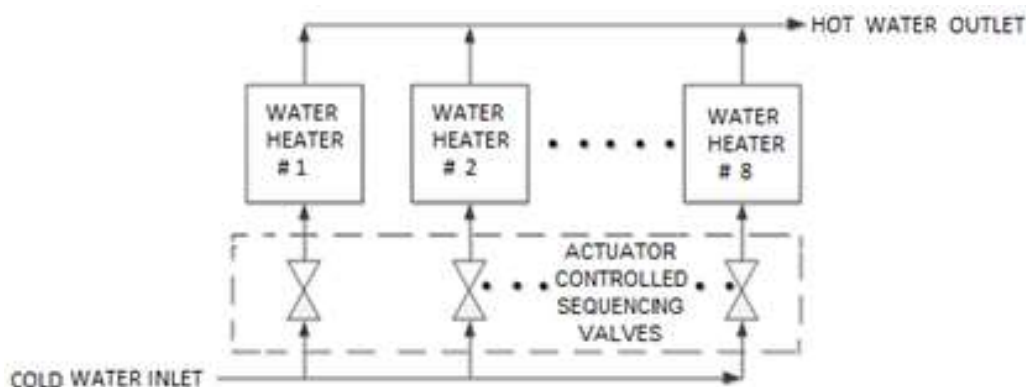 HOT WATER OUTLET
WATER
HEATER
# 1
WATER
HEATER
# 2
WATER
HEATER
# 8
ACTUATOR
CONTROLLED
SEQUENCING
VALVES
COLD WATER INLET